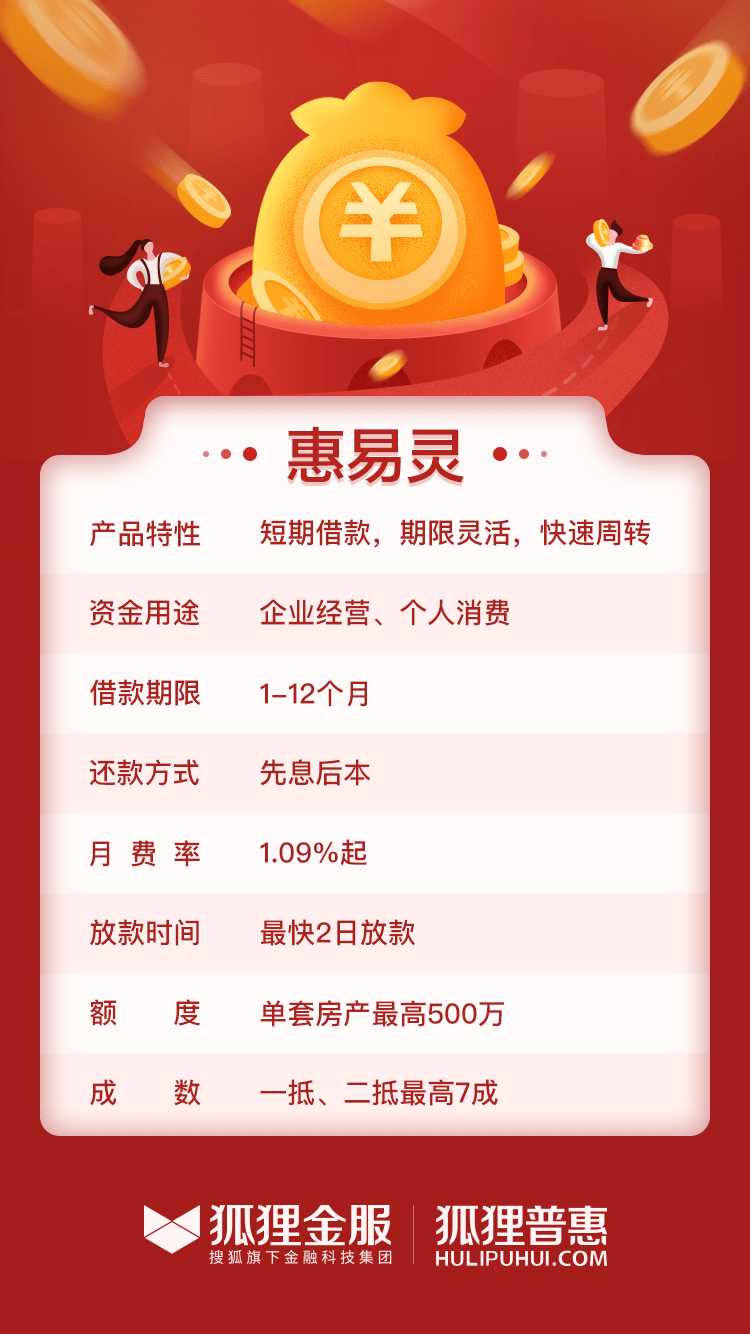 惠易灵
产品特性 短期借款，期限灵活，快速周转
资金用途 企业经营、个人消费
借款期限 1–12个月
还款方式 先息后本
月费率 1.09%起
放款时间 最快2日放款
额度 单套房产最高500万
成数 一抵、二抵最高7成
狐狸金服 狐狸普惠
搜狐旗下金融科技集团 HULIPUHUI.COM